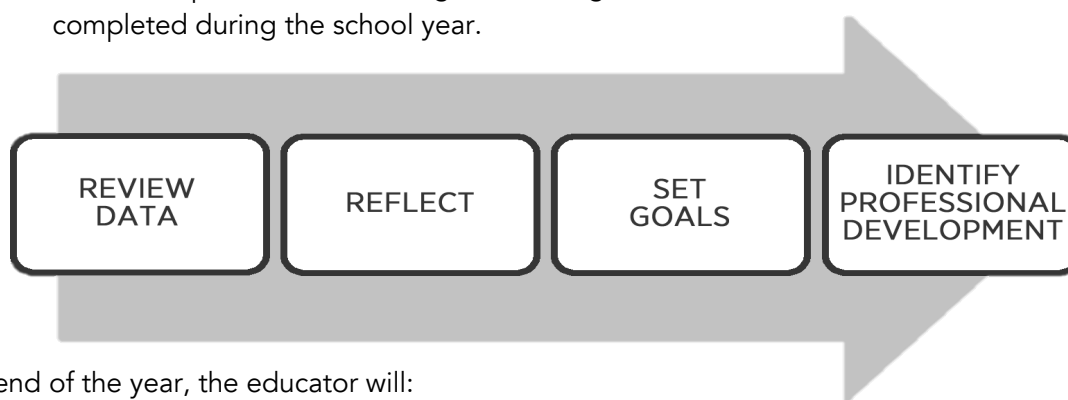 completed during the school year.
REVIEW
DATA
REFLECT
SET
GOALS
IDENTIFY
PROFESSIONAL
DEVELOPMENT
end of the year, the educator will: